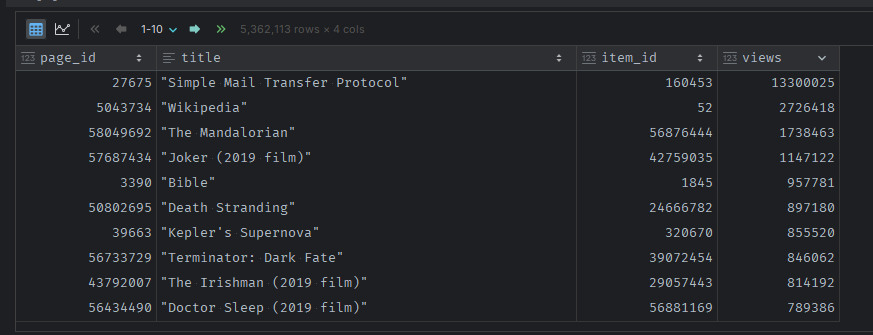 1-10 5,362,113 rows × 4 cols
123 page_id title 123 item_id 123 views
27675 "Simple Mail Transfer Protocol" 160453 13300025
5043734 "Wikipedia" 52 2726418
58049692 "The Mandalorian" 56876444 1738463
57687434 "Joker (2019 film)" 42759035 1147122
3390 "Bible" 1845 957781
50802695 "Death Stranding" 24666782 897180
39663 "Kepler's Supernova" 320670 855520
56733729 "Terminator: Dark Fate" 39072454 846062
43792007 "The Irishman (2019 film)" 29057443 814192
56434490 "Doctor Sleep (2019 film)" 56881169 789386